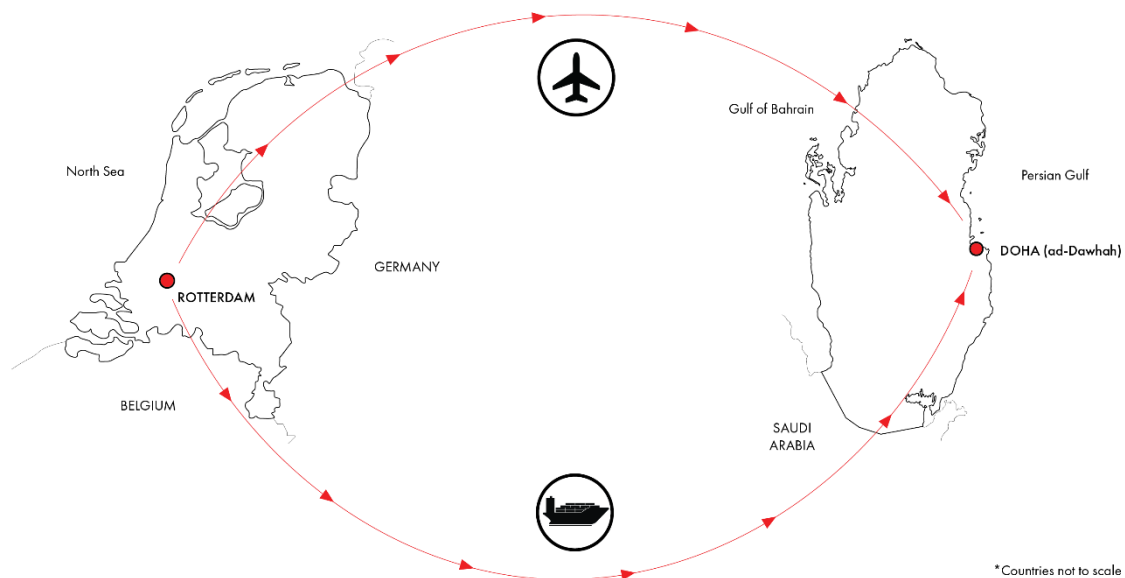 Gulf of Bahrain
North Sea
Persian Gulf
DOHA (ad-Dawhah)
GERMANY
ROTTERDAM
BELGIUM
SAUDI
ARABIA
*Countries not to scale